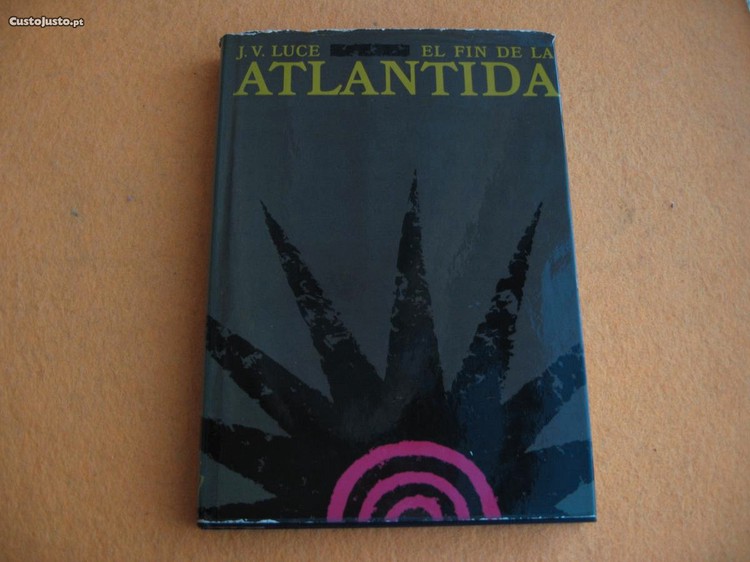 CustoJusto.pt
J. V. LUCE EL FIN DE LA
ATLANTIDA